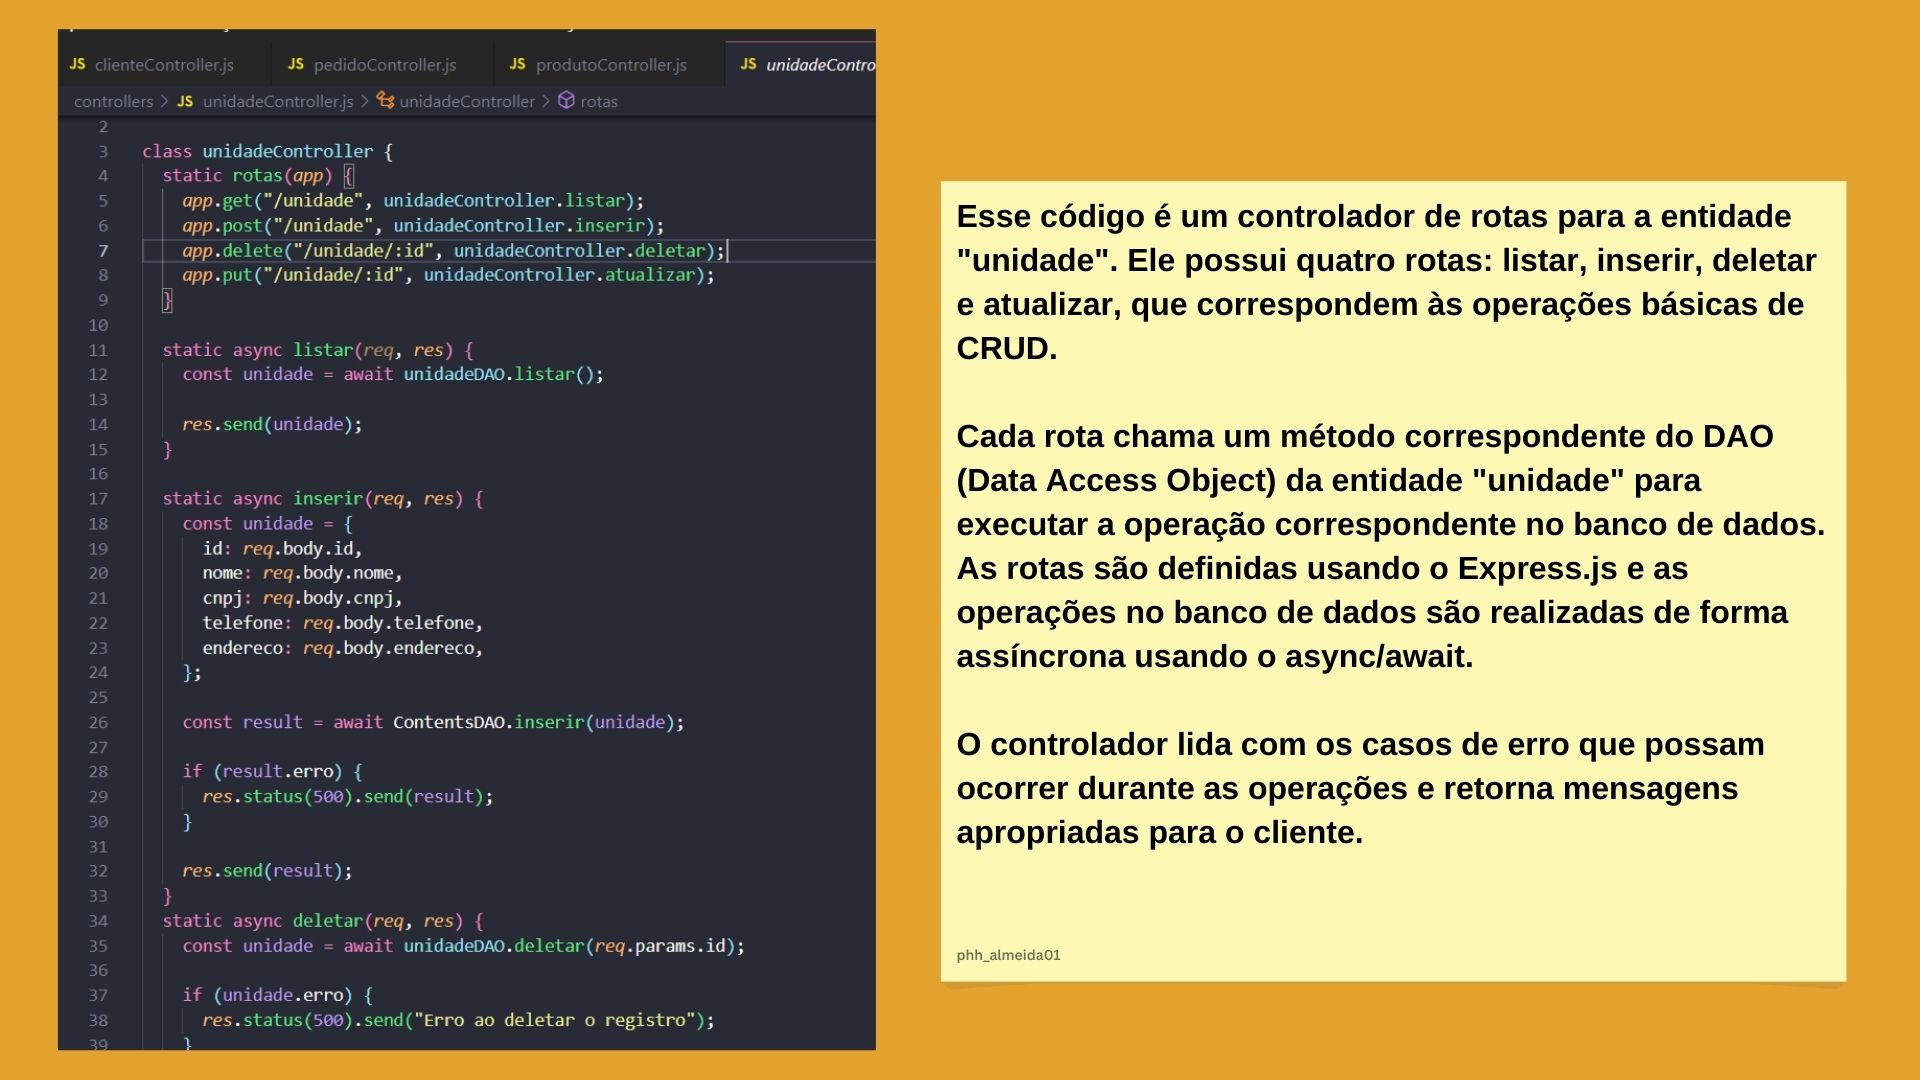 JS clienteController.js JS pedidoController.js JS produtoController.js JS unidadeContro
controllers > JS unidadeController.js > unidadeController > rotas
2
3 class unidadeController {
4 static rotas(app) {
5 app.get("/unidade", unidadeController.listar);
6 app.post("/unidade", unidadeController.inserir);
7 app.delete("/unidade/:id", unidadeController.deletar);
8 app.put("/unidade/:id", unidadeController.atualizar);
9 }
10
11 static async listar(req, res) {
12 const unidade = await unidadeDAO.listar();
13
14 res.send(unidade);
15 }
16
17 static async inserir(req, res) {
18 const unidade = {
19 id: req.body.id,
20 nome: req.body.nome,
21 cnpj: req.body.cnpj,
22 telefone: req.body.telefone,
23 endereco: req.body.endereco,
24 };
25
26 const result = await ContentsDAO.inserir(unidade);
27
28 if (result.erro) {
29 res.status(500).send(result);
30 }
31
32 res.send(result);
33 }
34 static async deletar(req, res) {
35 const unidade = await unidadeDAO.deletar(req.params.id);
36
37 if (unidade.erro) {
38 res.status(500).send("Erro ao deletar o registro");
39 }
Esse código é um controlador de rotas para a entidade
"unidade". Ele possui quatro rotas: listar, inserir, deletar
e atualizar, que correspondem às operações básicas de
CRUD.
Cada rota chama um método correspondente do DAO
(Data Access Object) da entidade "unidade" para
executar a operação correspondente no banco de dados.
As rotas são definidas usando o Express.js e as
operações no banco de dados são realizadas de forma
assíncrona usando o async/await.
O controlador lida com os casos de erro que possam
ocorrer durante as operações e retorna mensagens
apropriadas para o cliente.
phh_almeida01